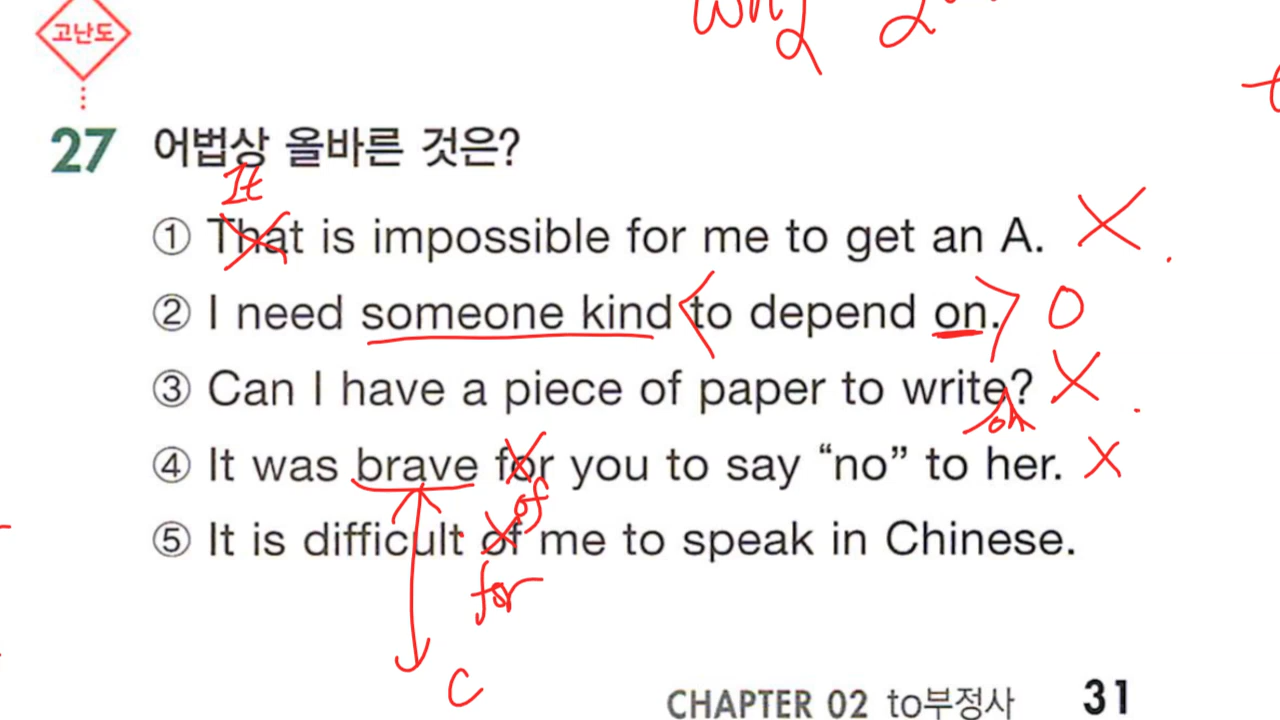 why
고난도
27 어법상 올바른 것은?
It
① That is impossible for me to get an A. X
② I need someone kind to depend on. O
③ Can I have a piece of paper to write? X
on
④ It was brave for you to say “no” to her. X
of
⑤ It is difficult of me to speak in Chinese.
for
C
CHAPTER 02 to부정사 31